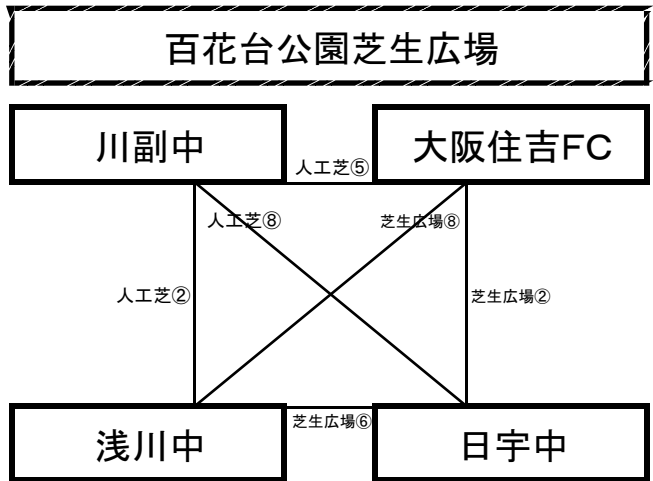 百花台公園芝生広場
川副中
大阪住吉FC
人工芝⑤
人工芝⑧
芝生広場⑧
人工芝②
芝生広場②
芝生広場⑥
浅川中
日宇中